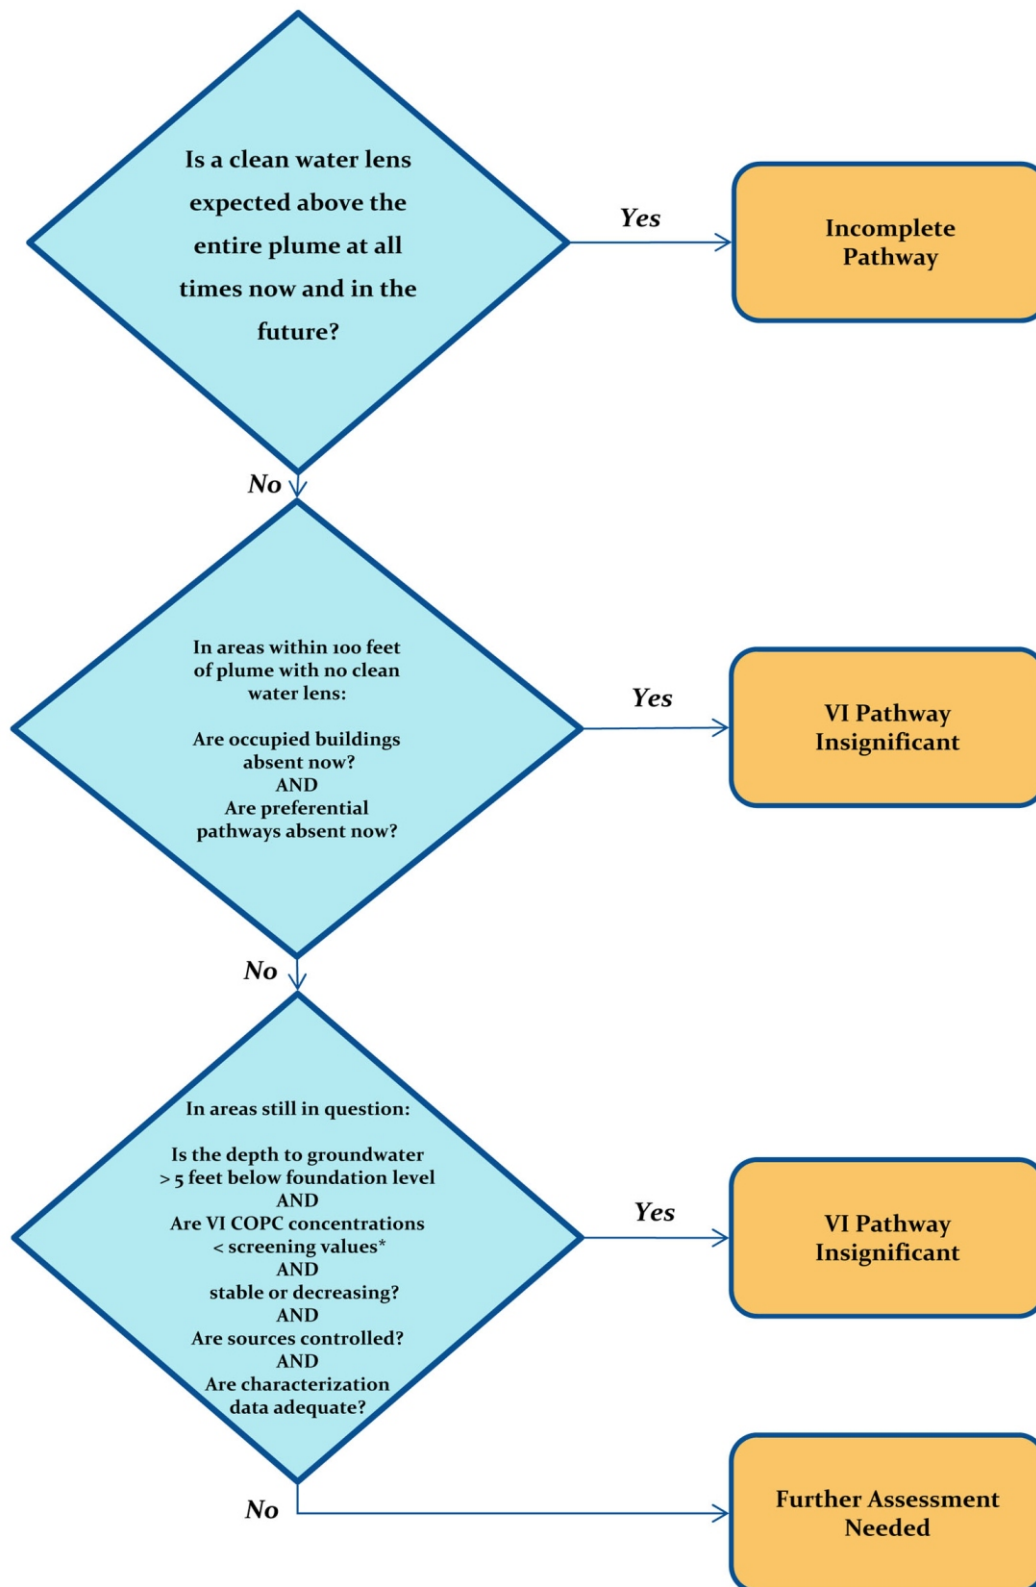 Is a clean water lens
expected above the
entire plume at all
times now and in the
future?
Yes
Incomplete
Pathway
No
In areas within 100 feet
of plume with no clean
water lens:
Are occupied buildings
absent now?
AND
Are preferential
pathways absent now?
Yes
VI Pathway
Insignificant
No
In areas still in question:
Is the depth to groundwater
> 5 feet below foundation level
AND
Are VI COPC concentrations
< screening values*
AND
stable or decreasing?
AND
Are sources controlled?
AND
Are characterization
data adequate?
Yes
VI Pathway
Insignificant
No
Further Assessment
Needed